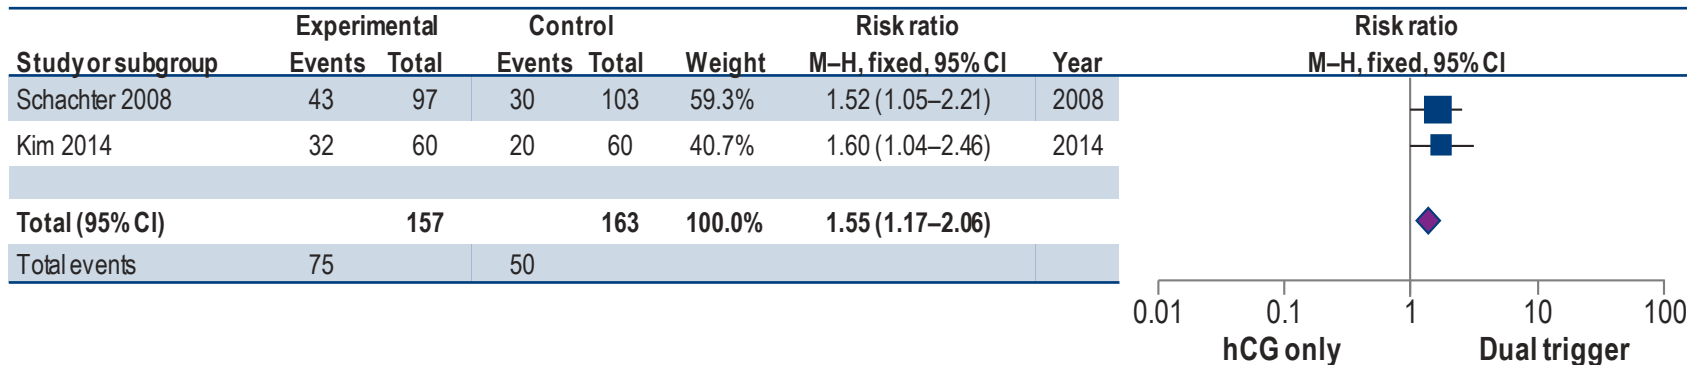 Experimental Control Risk ratio Risk ratio
Study or subgroup Events Total Events Total Weight M–H, fixed, 95% CI Year M–H, fixed, 95% CI
Schachter 2008 43 97 30 103 59.3% 1.52 (1.05–2.21) 2008
Kim 2014 32 60 20 60 40.7% 1.60 (1.04–2.46) 2014
Total (95% CI) 157 163 100.0% 1.55 (1.17–2.06)
Total events 75 50
0.01 0.1 1 10 100
hCG only Dual trigger